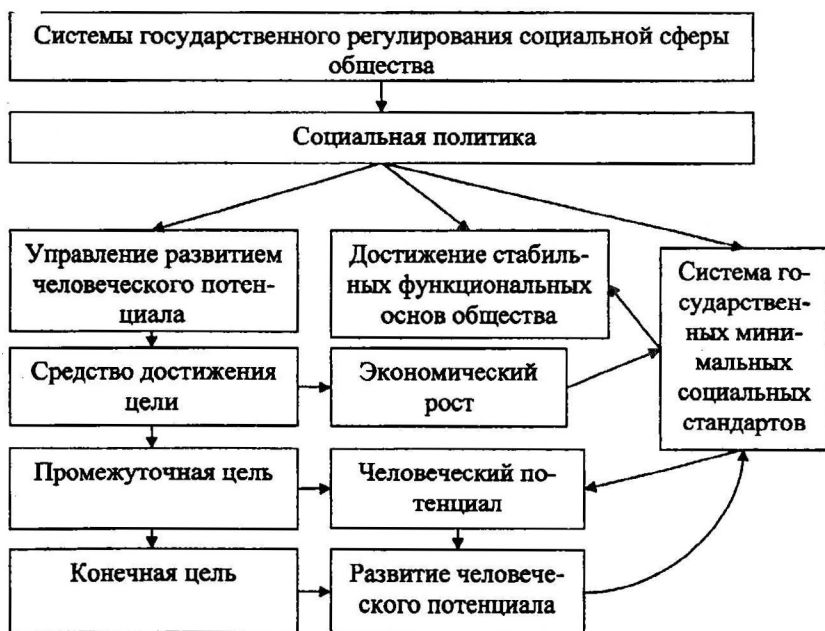 Системы государственного регулирования социальной сферы
общества
Социальная политика
Управление развитием
человеческого потен-
циала
Достижение стабиль-
ных функциональных
основ общества
Система го-
сударствен-
ных мини-
мальных
социальных
стандартов
Средство достижения
цели
Экономический
рост
Промежуточная цель
Человеческий по-
тенциал
Конечная цель
Развитие человече-
ского потенциала